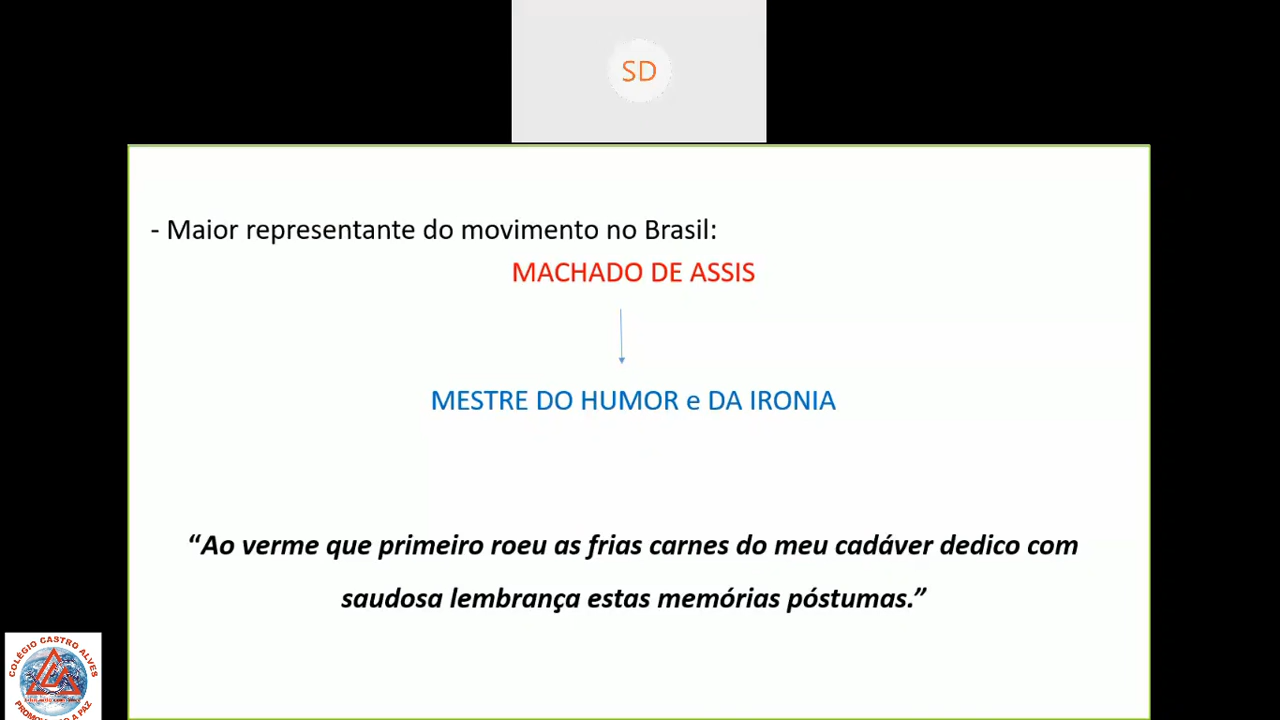 SD
- Maior representante do movimento no Brasil:
MACHADO DE ASSIS
MESTRE DO HUMOR e DA IRONIA
“Ao verme que primeiro roeu as frias carnes do meu cadáver dedico com
saudosa lembrança estas memórias póstumas.”
COLÉGIO CASTRO ALVES